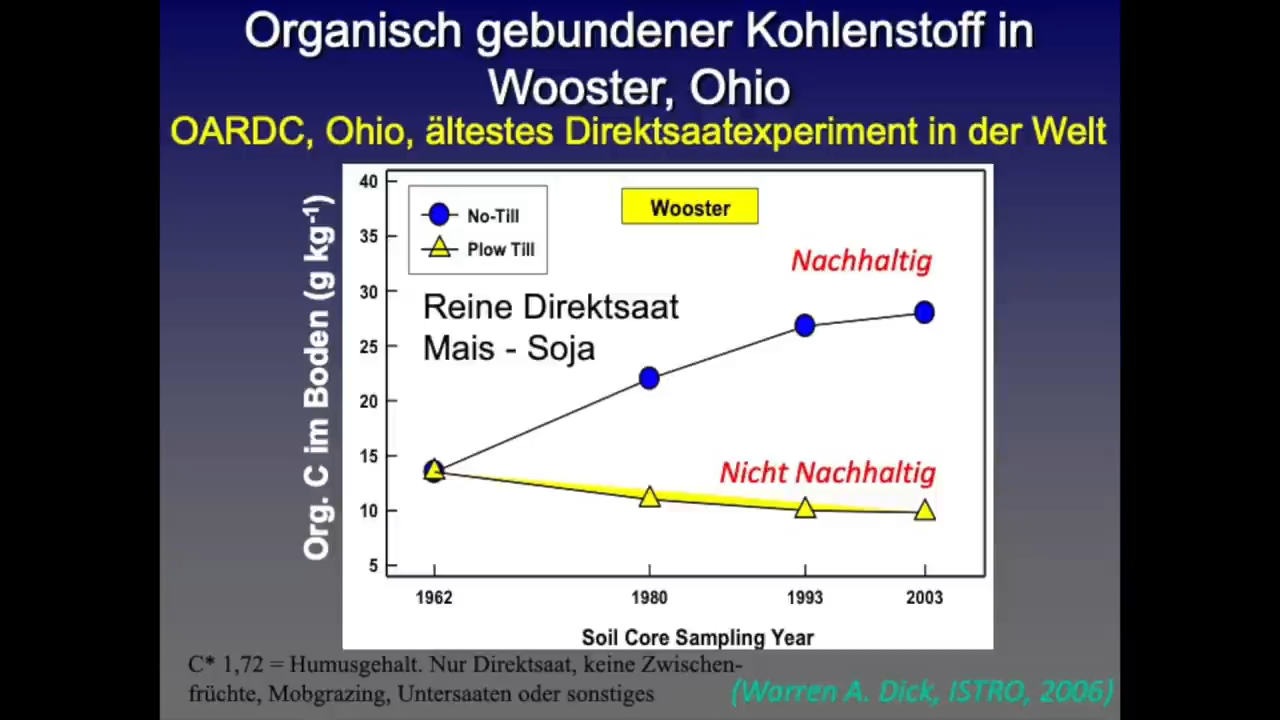 Organisch gebundener Kohlenstoff in
Wooster, Ohio
OARDC, Ohio, ältestes Direktsaatexperiment in der Welt
Org. C im Boden (g kg⁻¹)
40
35
30
25
20
15
10
5
No-Till
Plow Till
Wooster
Nachhaltig
Reine Direktsaat
Mais - Soja
Nicht Nachhaltig
1962 1980 1993 2003
Soil Core Sampling Year
C* 1,72 = Humusgehalt. Nur Direktsaat, keine Zwischen-
früchte, Mobgrazing, Untersaaten oder sonstiges
(Warren A. Dick, ISTRO, 2006)